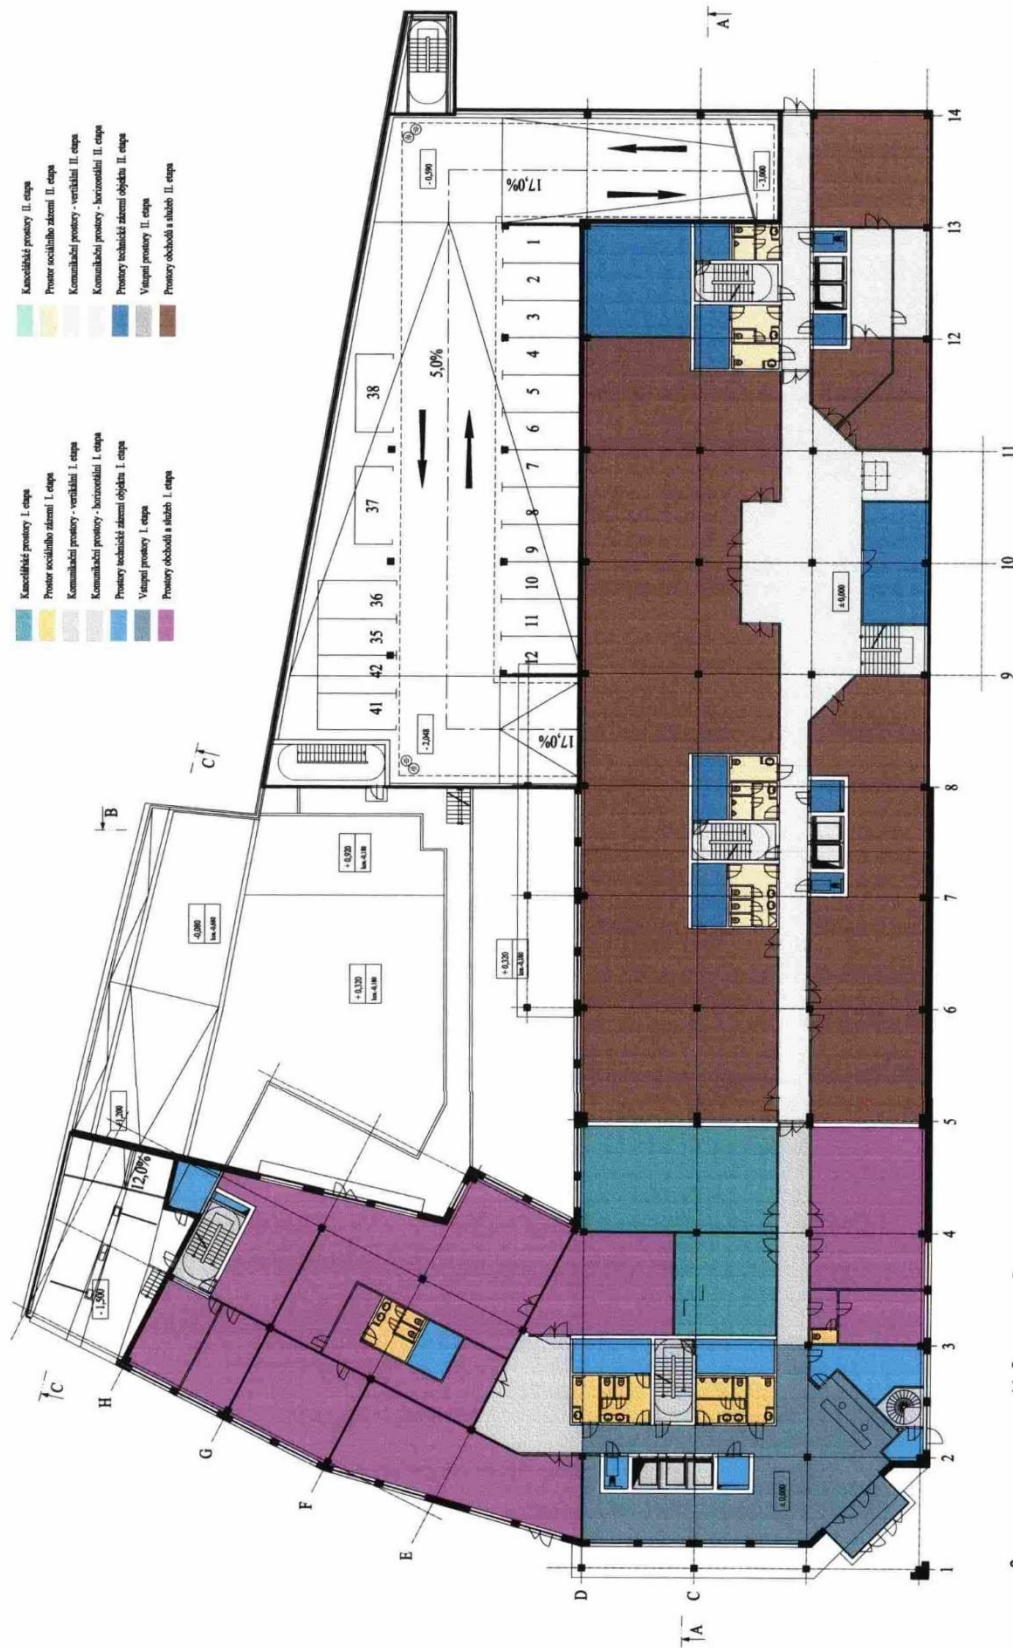 Kancelářské prostory I. etapa
Prostor sociálního zázemí I. etapa
Komunikační prostory - vertikální I. etapa
Komunikační prostory - horizontální I. etapa
Prostory technické zázemí objektu I. etapa
Vstupní prostory I. etapa
Prostory obchodů a služeb I. etapa
Kancelářské prostory II. etapa
Prostor sociálního zázemí II. etapa
Komunikační prostory - vertikální II. etapa
Komunikační prostory - horizontální II. etapa
Prostory technické zázemí objektu II. etapa
Vstupní prostory II. etapa
Prostory obchodů a služeb II. etapa
A
- 0,590
17,0%
- 3,000
5,0%
38
37
36
35
42
41
1
2
3
4
5
6
7
8
9
10
11
12
- 2,048
17,0%
C
B
+ 0,920
-0,080
+ 0,320
+ 0,320
-1,200
12,0%
- 1,500
C
H
G
F
E
D
C
A
± 0,000
± 0,000
1
2
3
4
5
6
7
8
9
10
11
12
13
14